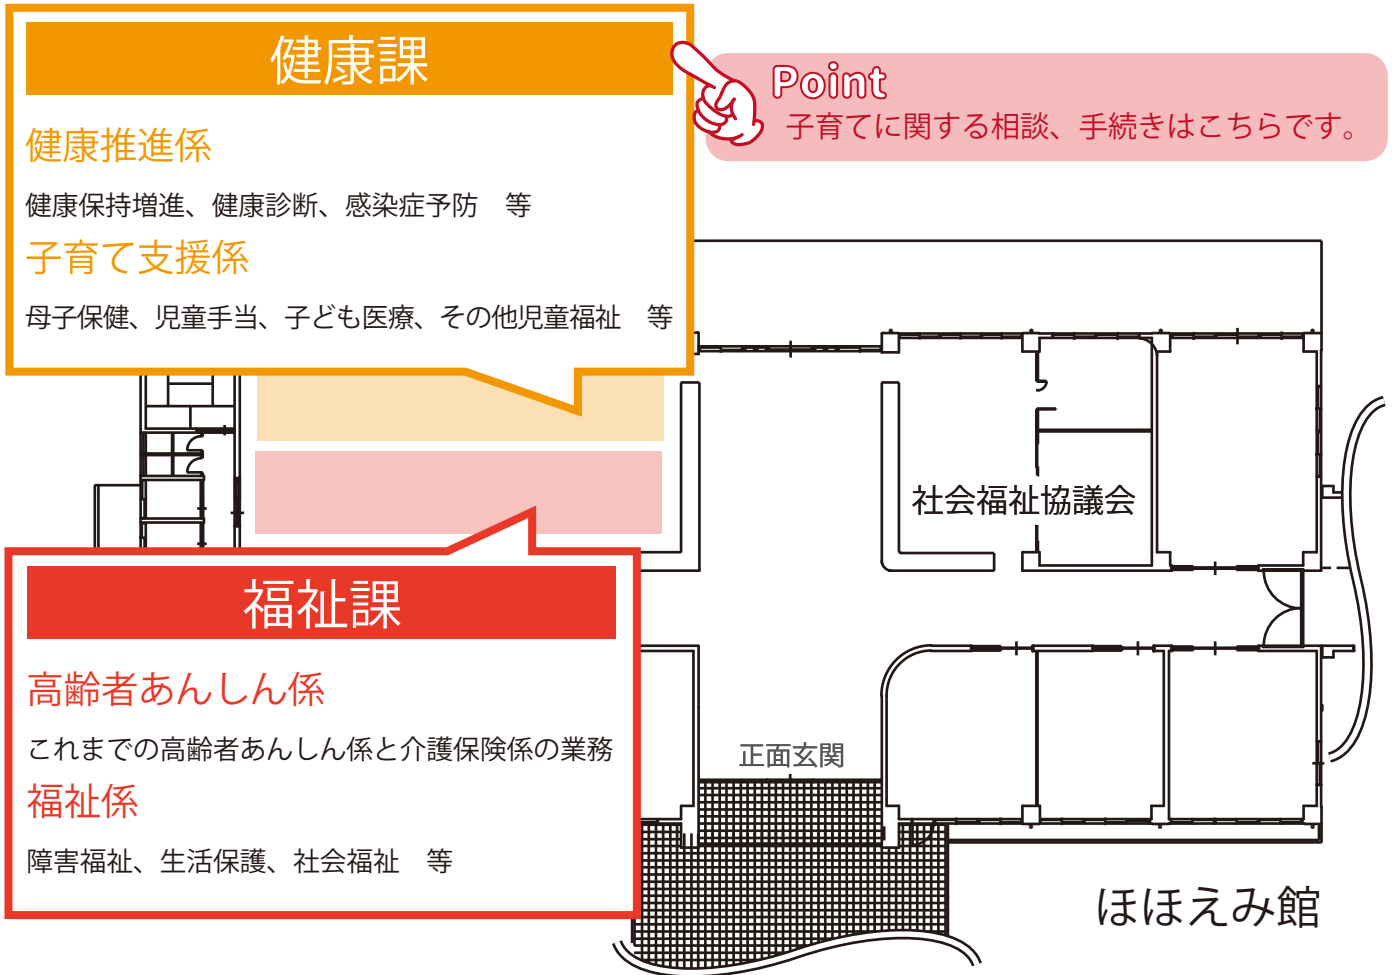 健康課
健康推進係
健康保持増進、健康診断、感染症予防　等
子育て支援係
母子保健、児童手当、子ども医療、その他児童福祉　等
Point
子育てに関する相談、手続きはこちらです。
社会福祉協議会
福祉課
高齢者あんしん係
これまでの高齢者あんしん係と介護保険係の業務
福祉係
障害福祉、生活保護、社会福祉　等
正面玄関
ほほえみ館